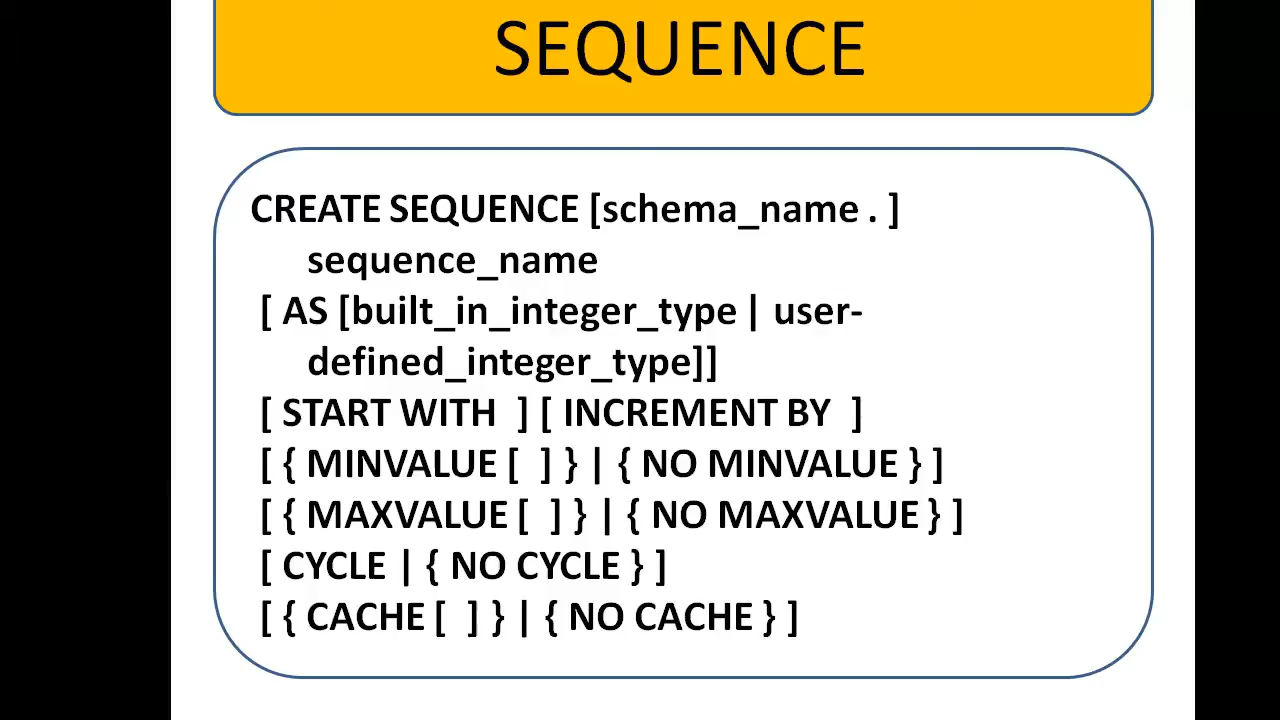 SEQUENCE
CREATE SEQUENCE [schema_name . ]
sequence_name
[ AS [built_in_integer_type | user-
defined_integer_type]]
[ START WITH  ] [ INCREMENT BY  ]
[ { MINVALUE [  ] } | { NO MINVALUE } ]
[ { MAXVALUE [  ] } | { NO MAXVALUE } ]
[ CYCLE | { NO CYCLE } ]
[ { CACHE [  ] } | { NO CACHE } ]